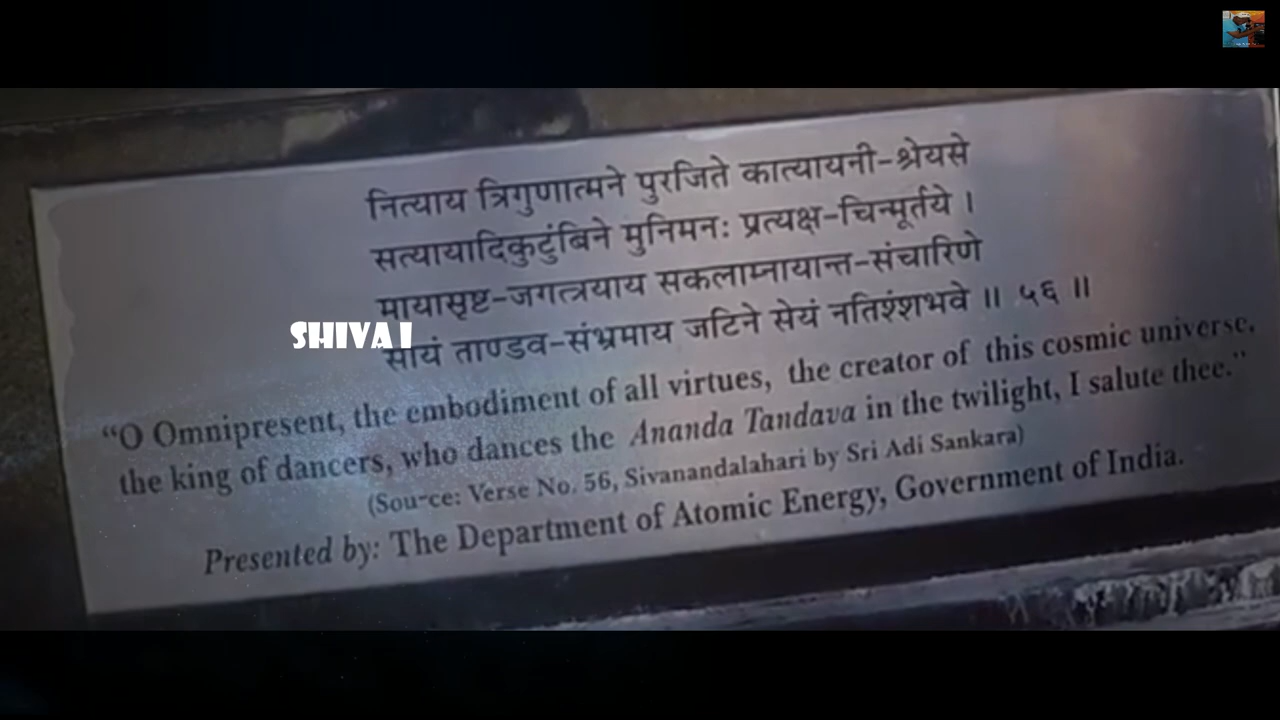 नित्याय त्रिगुणात्मने पुरजिते कात्यायनी-श्रेयसे
सत्यायादिकुटुंबिने मुनिमनः प्रत्यक्ष-चिन्मूर्तये ।
मायासृष्ट-जगत्त्रयाय सकलाम्नायान्त-संचारिणे
सायं ताण्डव-संभ्रमाय जटिने सेयं नतिश्शंभवे ॥ ५६ ॥
SHIVA I
“O Omnipresent, the embodiment of all virtues, the creator of this cosmic universe,
the king of dancers, who dances the Ananda Tandava in the twilight, I salute thee.”
(Source: Verse No. 56, Sivanandalahari by Sri Adi Sankara)
Presented by: The Department of Atomic Energy, Government of India.